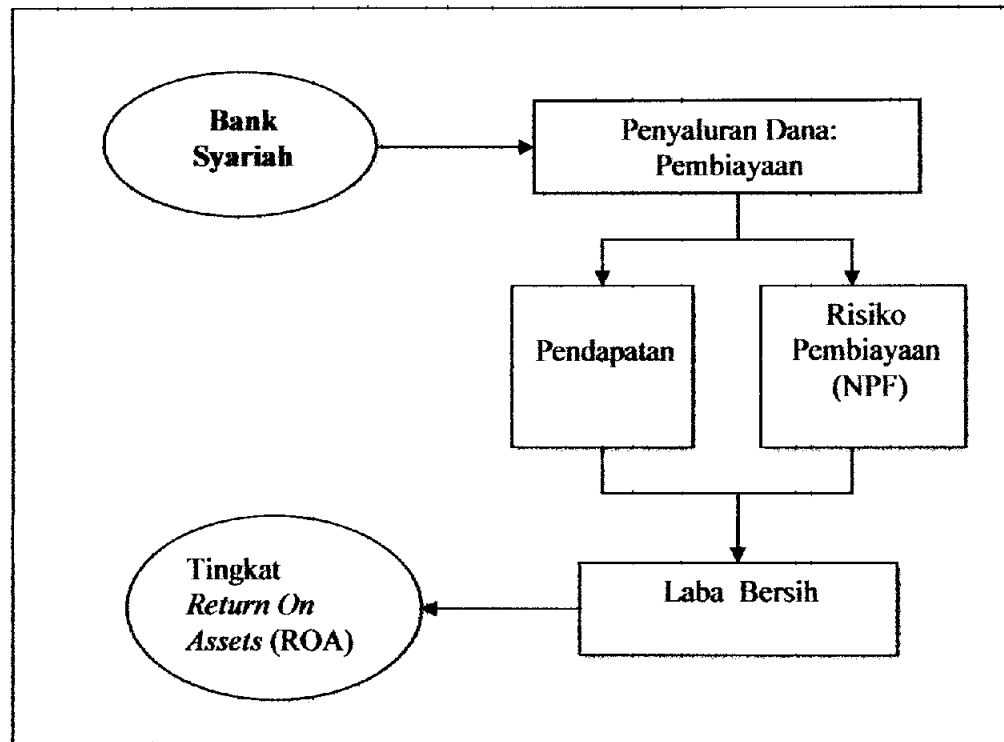 Bank
Syariah
Penyaluran Dana:
Pembiayaan
Pendapatan
Risiko
Pembiayaan
(NPF)
Laba Bersih
Tingkat
Return On
Assets (ROA)